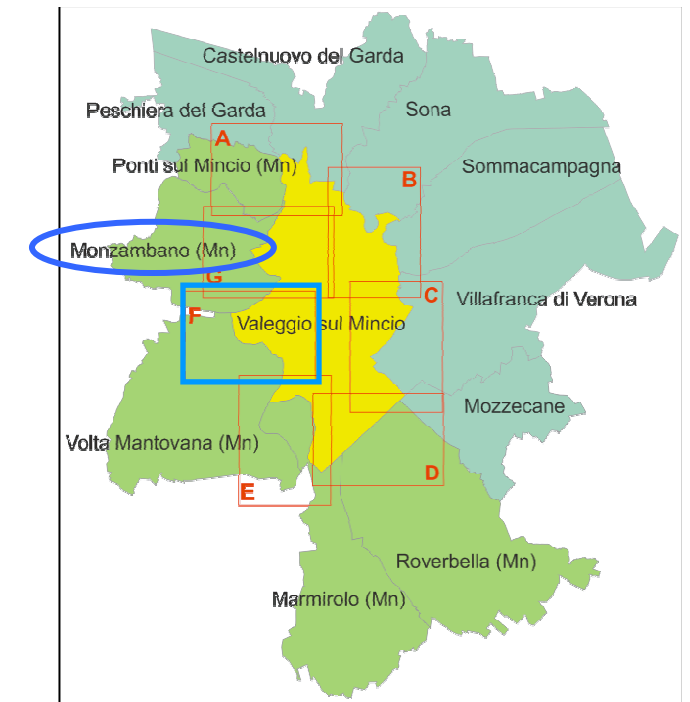 Castelnuovo del Garda
Peschiera del Garda
Sona
A
Ponti sul Mincio (Mn)
Sommacampagna
B
Monzambano (Mn)
G
C
Villafranca di Verona
F
Valeggio sul Mincio
Mozzecane
Volta Mantovana (Mn)
D
E
Roverbella (Mn)
Marmirolo (Mn)